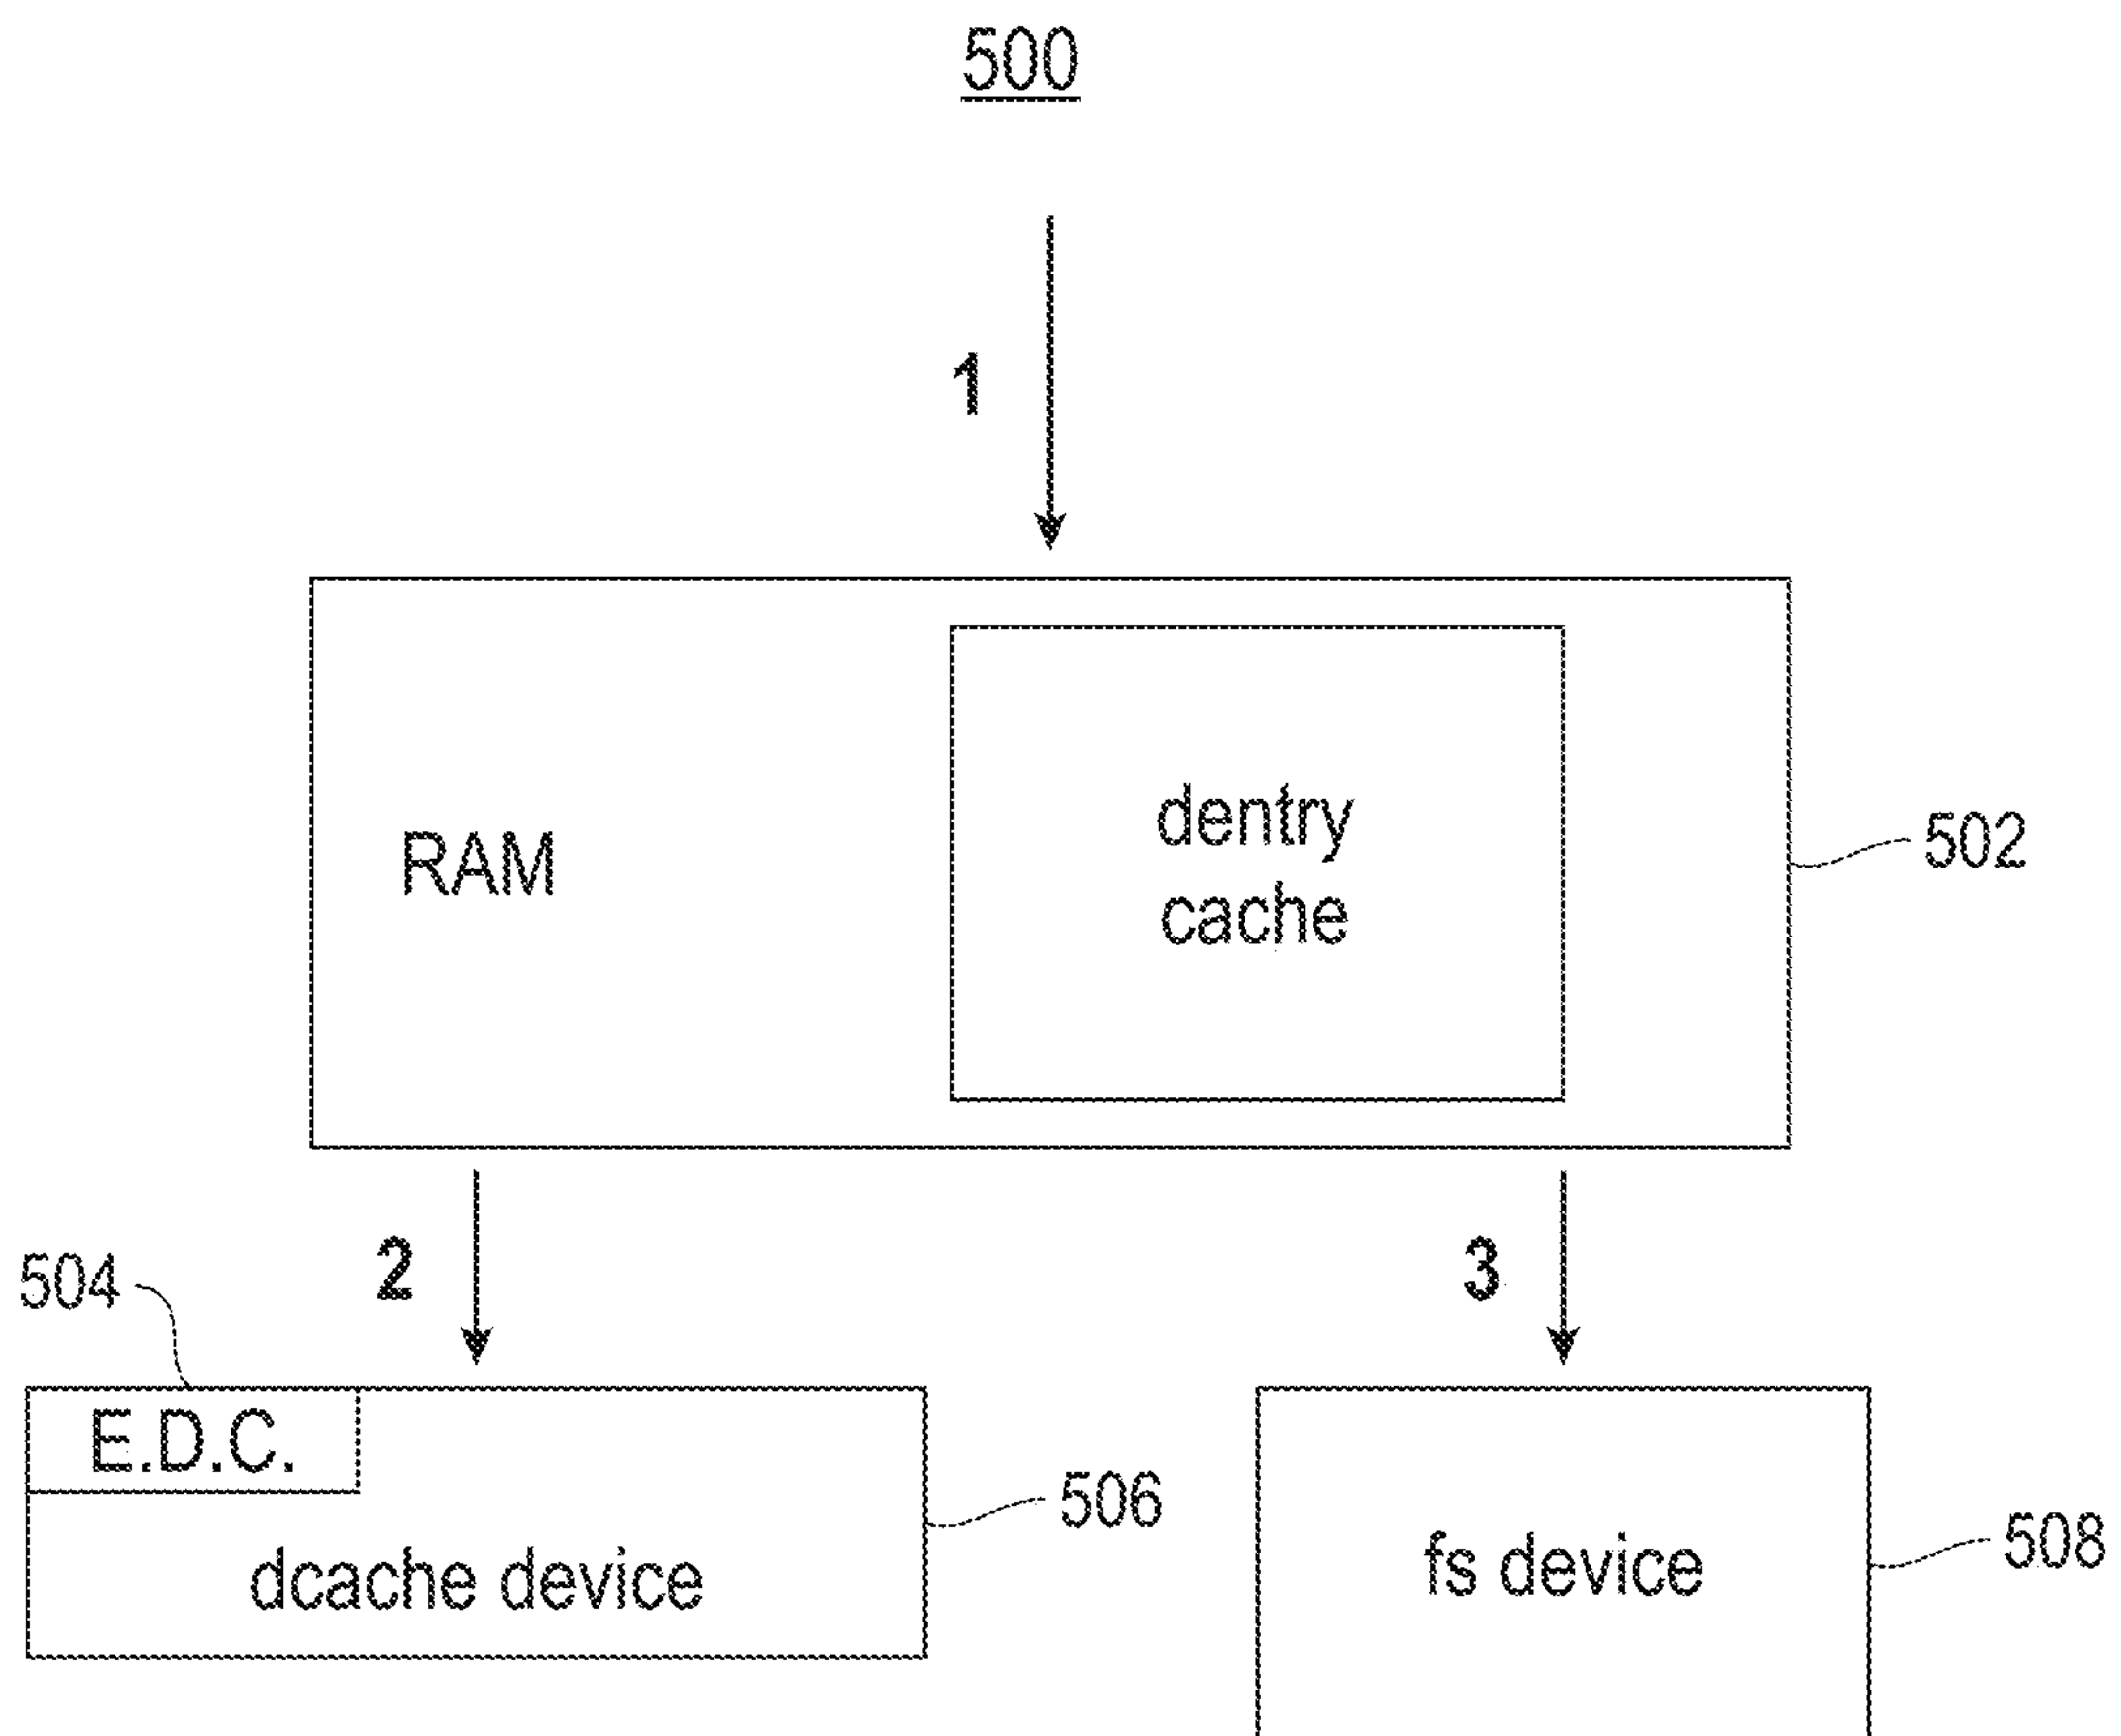 500
1
RAM
dentry
cache
502
2
3
504
E.D.C.
506
dcache device
fs device
508